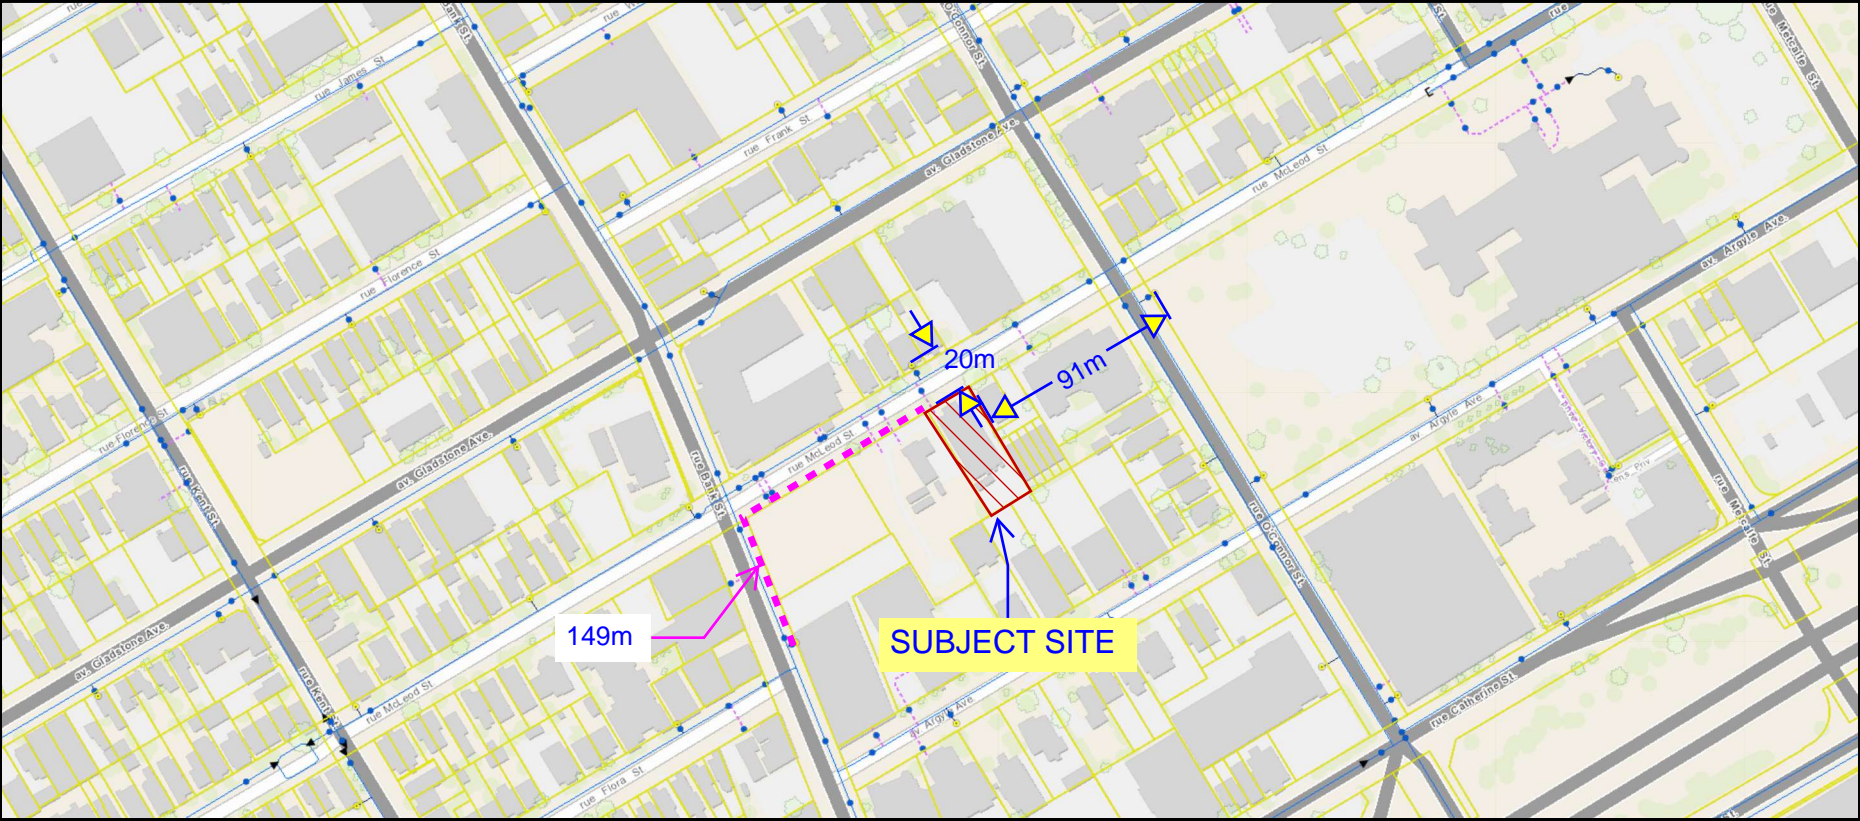 rue James St
Bank St.
O'Connor St.
rue Metcalfe St.
rue Frank St
av. Gladstone Ave.
rue McLeod St
av. Argyle Ave.
rue Florence St
E
20m
91m
rue Florence St
av. Gladstone Ave.
rue McLeod St
rue Bank St.
av Argyle Ave
rue Kent St.
rue O'Connor St.
rue Metcalfe St.
149m
SUBJECT SITE
av. Gladstone Ave.
rue McLeod St
rue Kent St.
av Argyle Ave
rue Catherine St.
rue Flora St